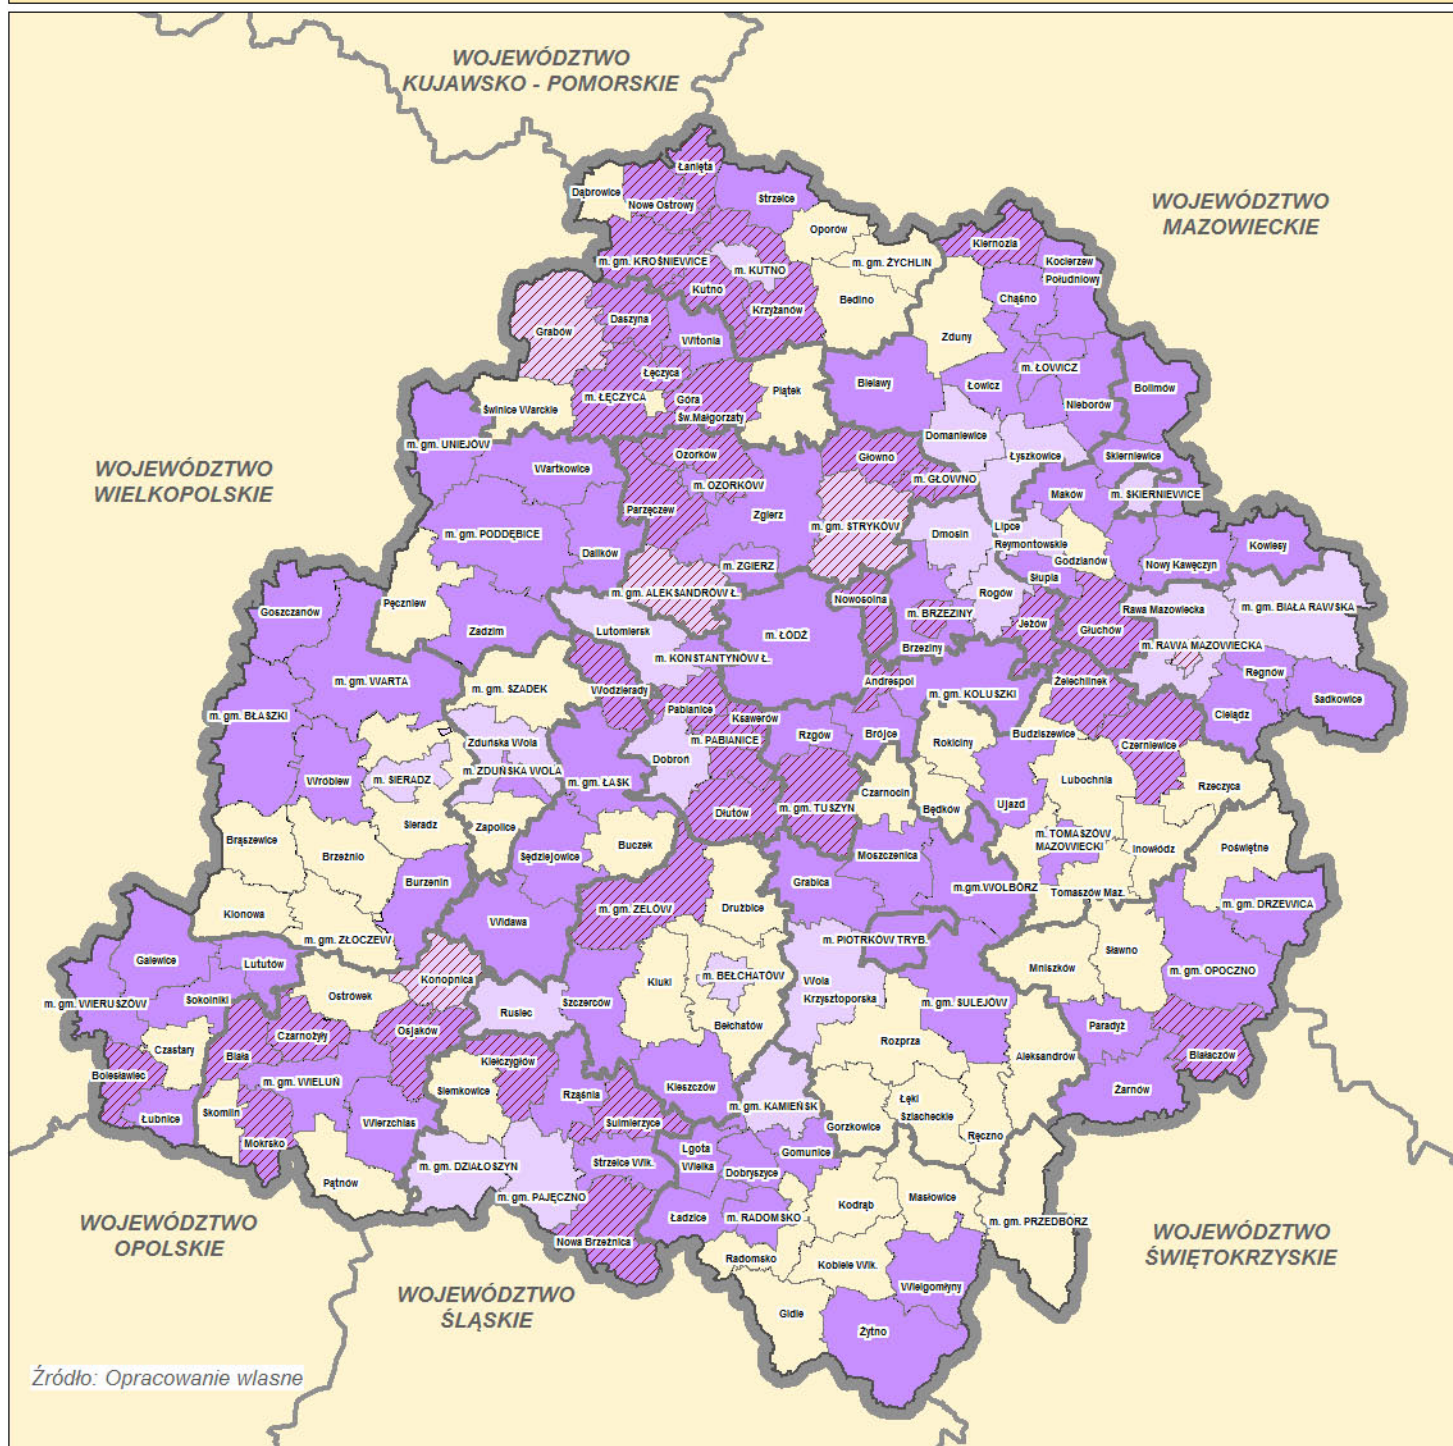 WOJEWÓDZTWO
KUJAWSKO - POMORSKIE
WOJEWÓDZTWO
MAZOWIECKIE
WOJEWÓDZTWO
WIELKOPOLSKIE
WOJEWÓDZTWO
OPOLSKIE
WOJEWÓDZTWO
ŚLĄSKIE
WOJEWÓDZTWO
ŚWIĘTOKRZYSKIE
Łanięta
Dąbrowice
Nowe Ostrowy
Strzelce
Oporów
m. gm. ŻYCHLIN
Kiernozia
Kocierzew
Południowy
m. gm. KROŚNIEWICE
m. KUTNO
Kutno
Krzyżanów
Bedlno
Chąśno
Zduny
Grabów
Daszyna
Witonia
Łęczyca
m. ŁĘCZYCA
Góra
Św.Małgorzaty
Piątek
Bielawy
Łowicz
m. ŁOWICZ
Nieborów
Bolimów
Świnice Warckie
m. gm. UNIEJÓW
Wartkowice
Ozorków
m. OZORKÓW
Parzęczew
Zgierz
Głowno
m. GŁOWNO
Domaniewice
Łyszkowice
Skierniewice
m. SKIERNIEWICE
Maków
m. gm. STRYKÓW
Dmosin
Lipce
Reymontowskie
Godzianów
Nowy Kawęczyn
Kowiesy
m. gm. PODDĘBICE
Dalików
m. ZGIERZ
m. gm. ALEKSANDRÓW Ł.
Słupia
Rogów
Nowosolna
m. BRZEZINY
Brzeziny
Jeżów
Głuchów
Rawa Mazowiecka
m. gm. BIAŁA RAWSKA
m. RAWA MAZOWIECKA
Regnów
Sadkowice
Cielądz
Goszczanów
Pęczniew
Zadzim
Lutomiersk
m. ŁÓDŹ
m. KONSTANTYNÓW Ł.
m. gm. WARTA
m. gm. SZADEK
Wodzierady
Pabianice
Ksawerów
m. PABIANICE
Andrespol
m. gm. KOLUSZKI
Żelechlinek
Budziszewice
Czerniewice
m. gm. BŁASZKI
Wróblew
m. SIERADZ
Sieradz
Zduńska Wola
m. ZDUŃSKA WOLA
m. gm. ŁASK
Dobroń
Rzgów
Brójce
Rokiciny
Lubochnia
Rzeczyca
Czarnocin
Będków
Ujazd
Dłutów
m. gm. TUSZYN
Zapolice
Sędziejowice
Buczek
Brąszewice
Brzeźnio
Burzenin
Widawa
m. gm. ZELÓW
Drużbice
Grabica
Moszczenica
m.gm.WOLBÓRZ
m. TOMASZÓW
MAZOWIECKI
Inowłódz
Tomaszów Maz.
Poświętne
m. gm. DRZEWICA
Klonowa
m. gm. ZŁOCZEW
Galewice
Lututów
m. gm. WIERUSZÓW
Sokolniki
Ostrówek
Konopnica
Rusiec
Szczerców
Kluki
m. BEŁCHATÓW
Bełchatów
m. PIOTRKÓW TRYB.
Wola
Krzysztoporska
m. gm. SULEJÓW
Mniszków
Sławno
m. gm. OPOCZNO
Rozprza
Aleksandrów
Paradyż
Białaczów
Żarnów
Czastary
Biała
Czarnożyły
Osjaków
Bolesławiec
Łubnice
Skomlin
m. gm. WIELUŃ
Mokrsko
Wierzchlas
Pątnów
Siemkowice
Kiełczygłów
Rząśnia
Sulmierzyce
Kleszczów
m. gm. KAMIEŃSK
Gorzkowice
Łęki
Szlacheckie
Ręczno
m. gm. DZIAŁOSZYN
m. gm. PAJĘCZNO
Strzelce Wlk.
Lgota
Wielka
Dobryszyce
Gomunice
Nowa Brzeźnica
Ładzice
m. RADOMSKO
Radomsko
Kodrąb
Masłowice
m. gm. PRZEDBÓRZ
Kobiele Wlk.
Wielgomłyny
Gidle
Żytno
Źródło: Opracowanie wlasne